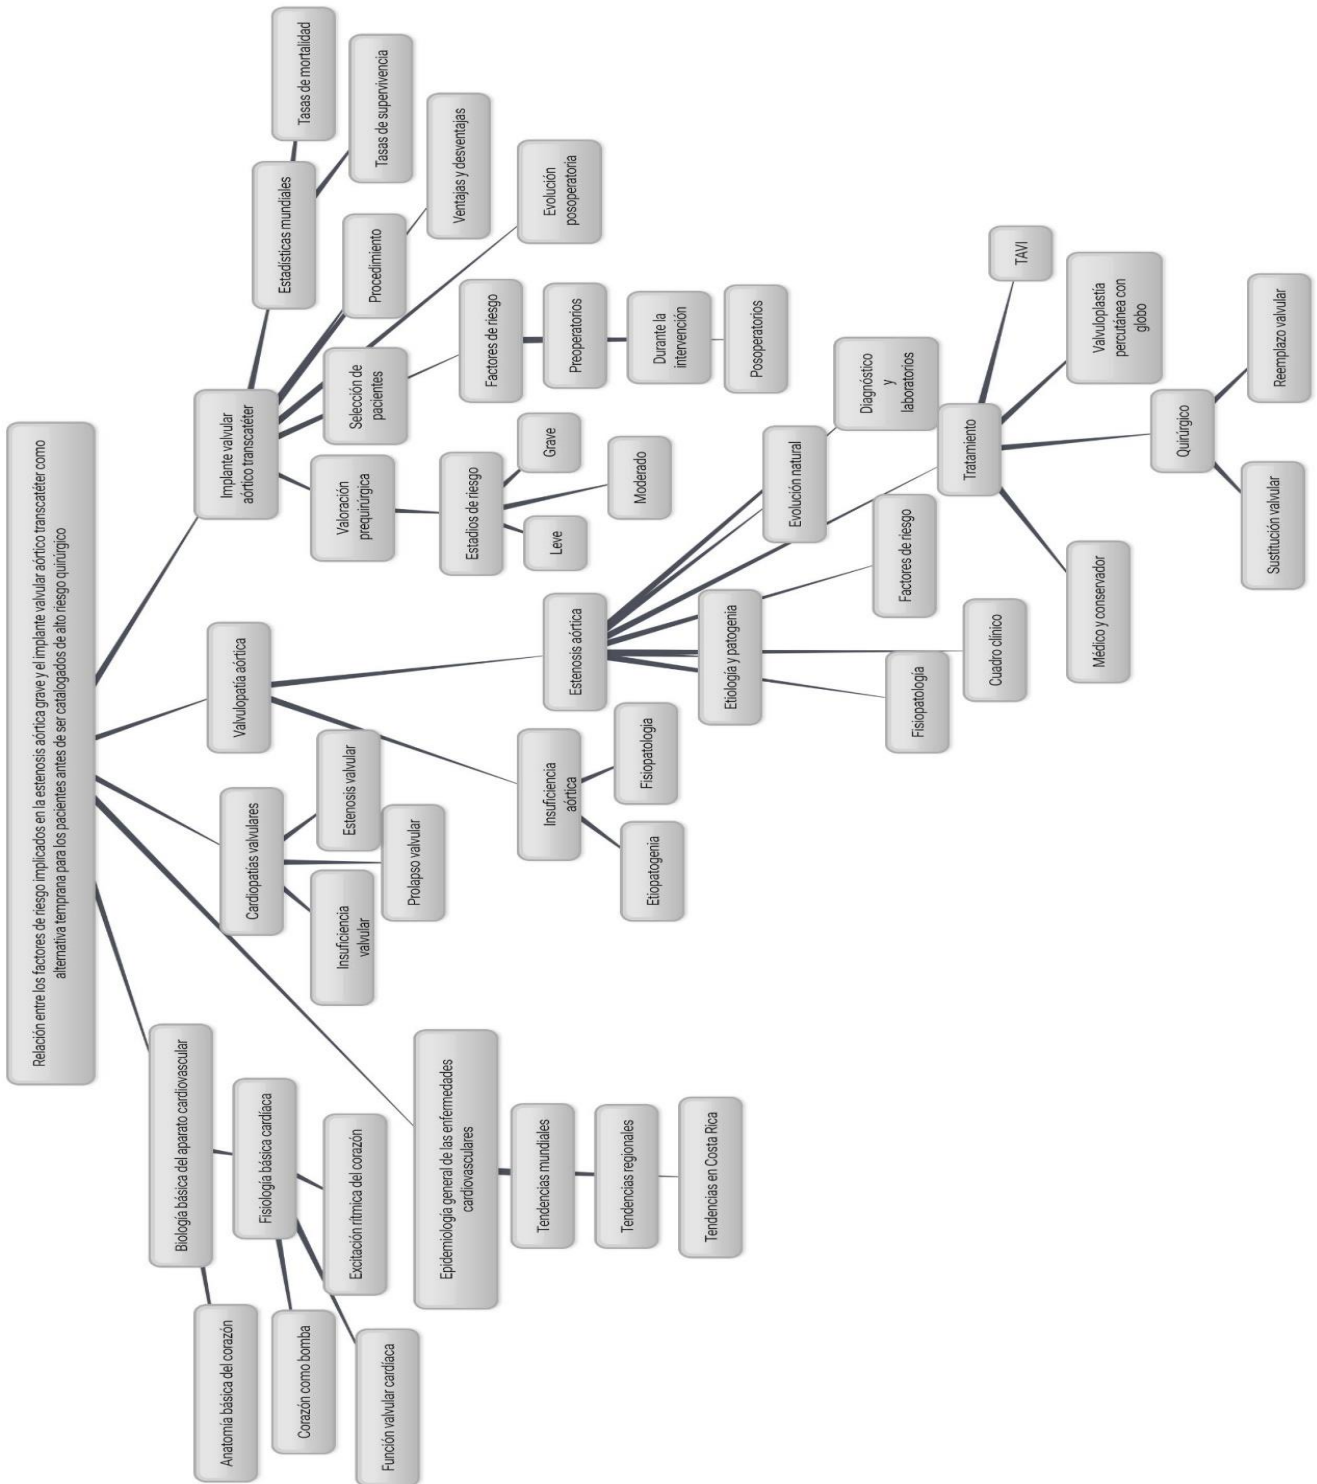 Relación entre los factores de riesgo implicados en la estenosis aórtica grave y el implante valvular aórtico transcatéter como
alternativa temprana para los pacientes antes de ser catalogados de alto riesgo quirúrgico
Biología básica del aparato cardiovascular
Anatomía básica del corazón
Fisiología básica cardíaca
Corazón como bomba
Función valvular cardíaca
Excitación rítmica del corazón
Epidemiología general de las enfermedades
cardiovasculares
Tendencias mundiales
Tendencias regionales
Tendencias en Costa Rica
Cardiopatías valvulares
Insuficiencia
valvular
Prolapso valvular
Estenosis valvular
Valvulopatía aórtica
Insuficiencia
aórtica
Etiopatogenia
Fisiopatología
Estenosis aórtica
Etiología y patogenia
Fisiopatología
Cuadro clínico
Factores de riesgo
Evolución natural
Diagnóstico
y
laboratorios
Tratamiento
Médico y conservador
Quirúrgico
Sustitución valvular
Reemplazo valvular
Valvuloplastía
percutánea con
globo
TAVI
Implante valvular
aórtico transcatéter
Valoración
prequirúrgica
Estadios de riesgo
Leve
Moderado
Grave
Selección de
pacientes
Factores de riesgo
Preoperatorios
Durante la
intervención
Posoperatorios
Procedimiento
Evolución
posoperatoria
Ventajas y desventajas
Estadísticas mundiales
Tasas de supervivencia
Tasas de mortalidad